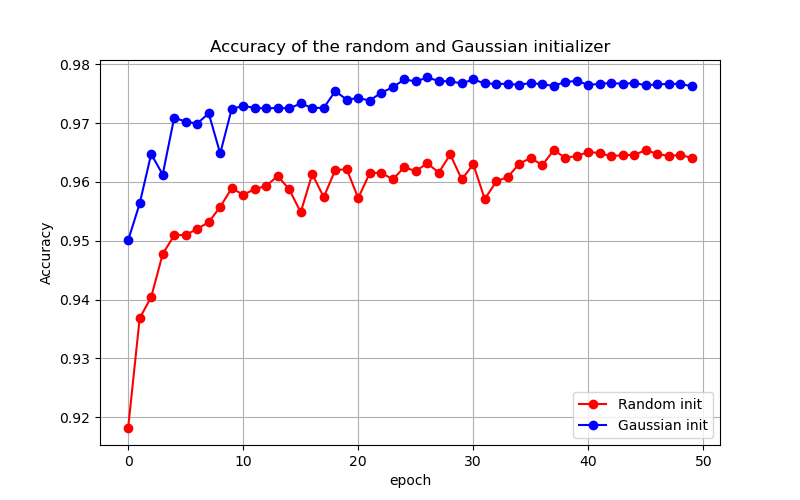 Accuracy of the random and Gaussian initializer
0.98
0.97
0.96
0.95
0.94
0.93
0.92
Accuracy
0 10 20 30 40 50
epoch
Random init
Gaussian init